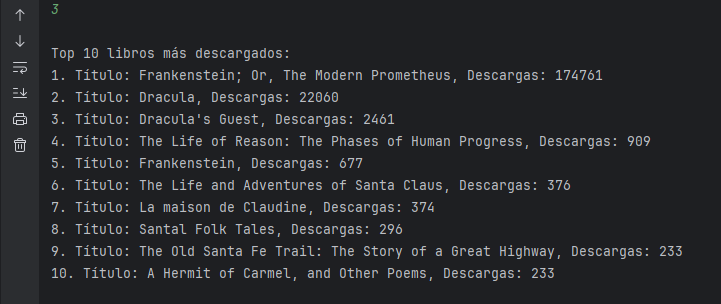 3
Top 10 libros más descargados:
1. Título: Frankenstein; Or, The Modern Prometheus, Descargas: 174761
2. Título: Dracula, Descargas: 22060
3. Título: Dracula's Guest, Descargas: 2461
4. Título: The Life of Reason: The Phases of Human Progress, Descargas: 909
5. Título: Frankenstein, Descargas: 677
6. Título: The Life and Adventures of Santa Claus, Descargas: 376
7. Título: La maison de Claudine, Descargas: 374
8. Título: Santal Folk Tales, Descargas: 296
9. Título: The Old Santa Fe Trail: The Story of a Great Highway, Descargas: 233
10. Título: A Hermit of Carmel, and Other Poems, Descargas: 233